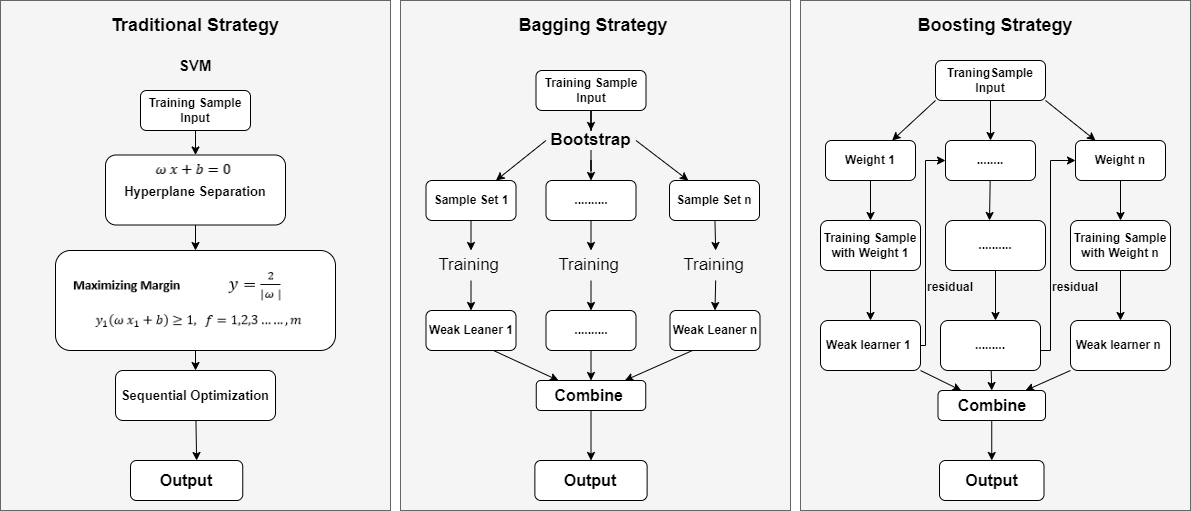 Traditional Strategy
SVM
Training Sample
Input
ω x + b = 0
Hyperplane Separation
Maximizing Margin
y = 2 / |ω |
y₁(ω x₁ + b) ≥ 1, f = 1,2,3 … … , m
Sequential Optimization
Output
Bagging Strategy
Training Sample
Input
Bootstrap
Sample Set 1
..........
Sample Set n
Training
Training
Training
Weak Leaner 1
..........
Weak Leaner n
Combine
Output
Boosting Strategy
TraningSample
Input
Weight 1
........
Weight n
Training Sample
with Weight 1
..........
Training Sample
with Weight n
residual
residual
Weak learner 1
.........
Weak learner n
Combine
Output